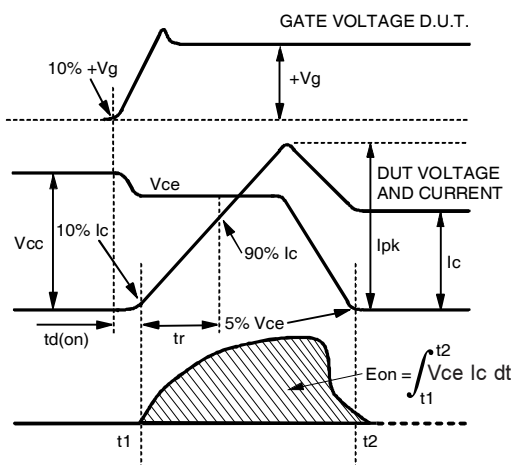 GATE VOLTAGE D.U.T.
10% +Vg
+Vg
Vce
DUT VOLTAGE
AND CURRENT
Vcc
10% Ic
90% Ic
Ipk
Ic
td(on)
tr
5% Vce
Eon = ∫ Vce Ic dt
t2
t1
t1
t2